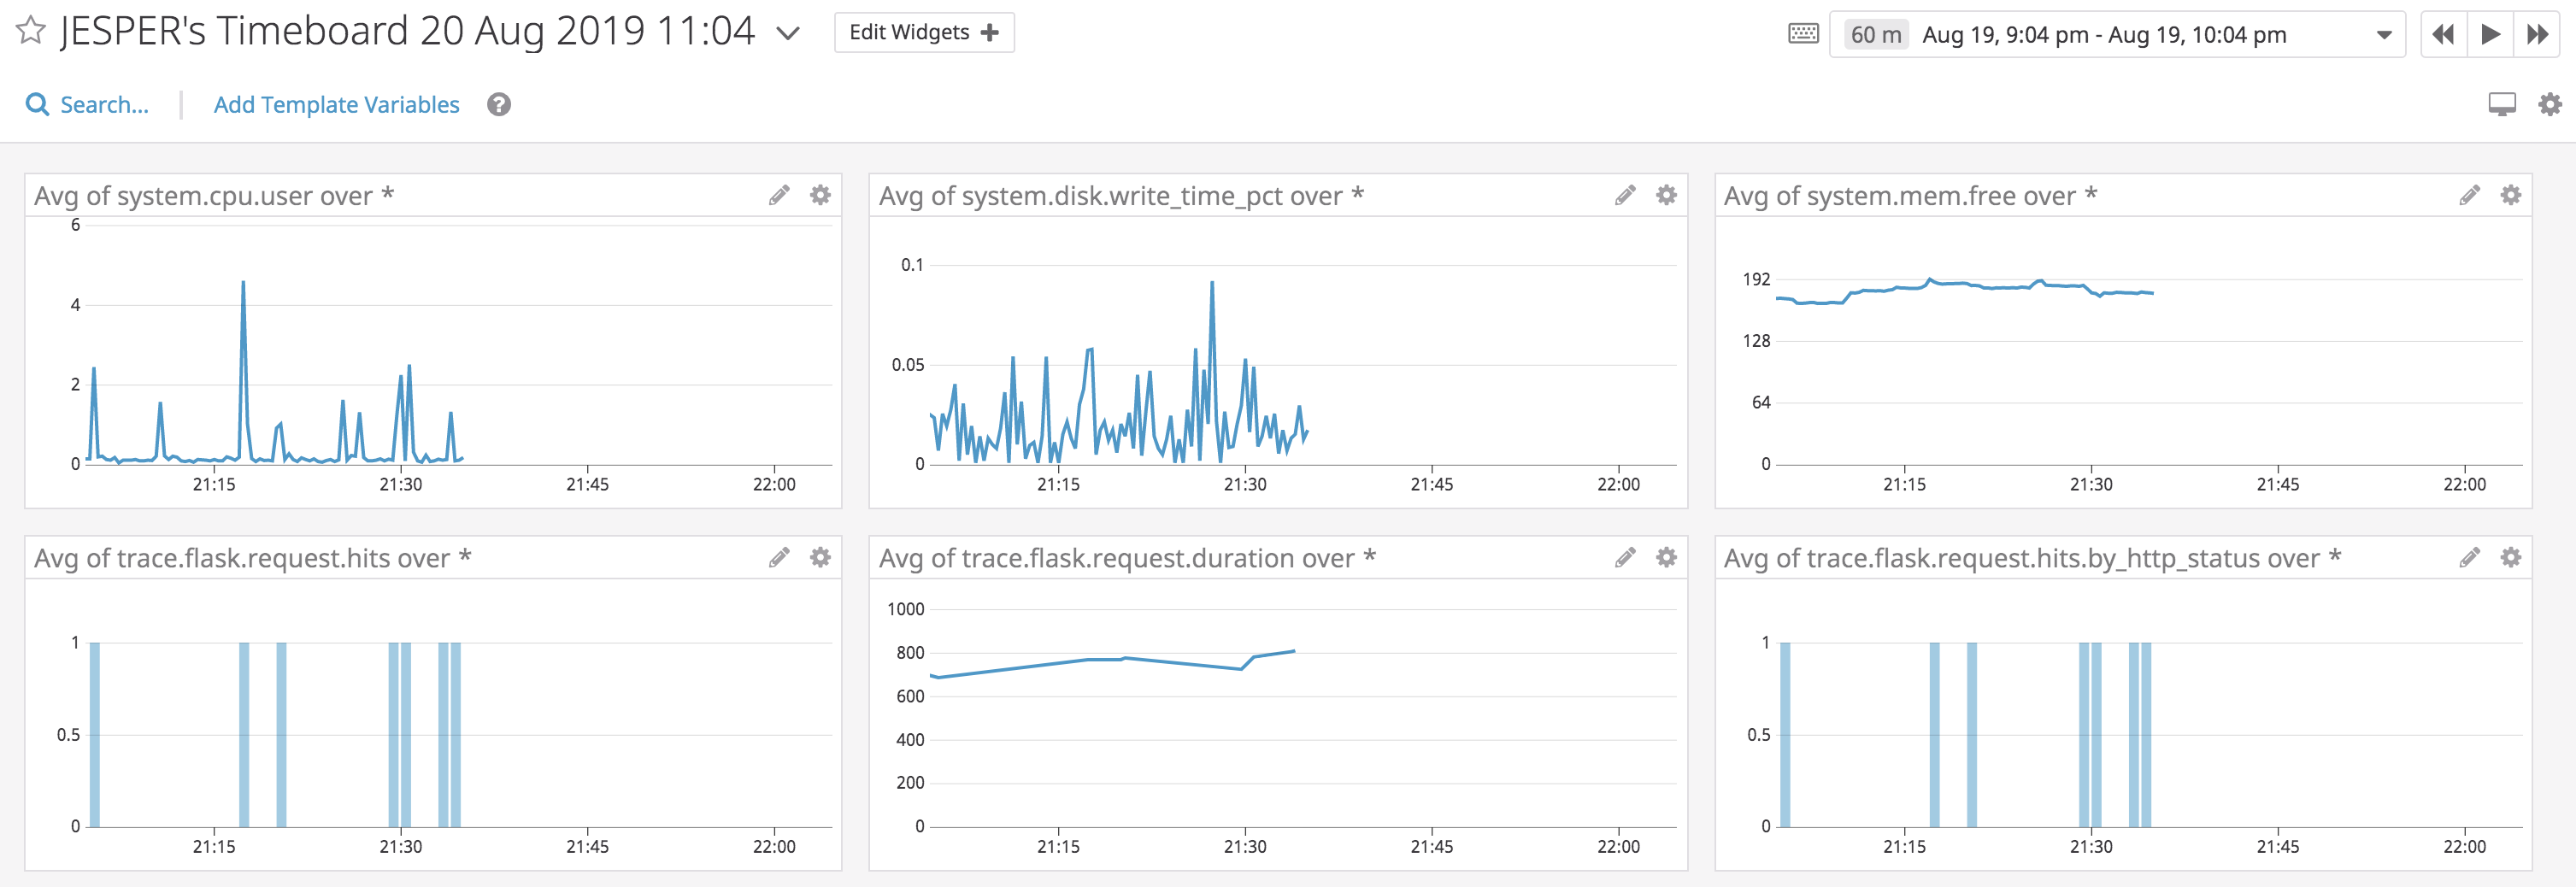 JESPER's Timeboard 20 Aug 2019 11:04
Edit Widgets
60 m Aug 19, 9:04 pm - Aug 19, 10:04 pm
Search...
Add Template Variables ?
Avg of system.cpu.user over *
6
4
2
0
21:15 21:30 21:45 22:00
Avg of system.disk.write_time_pct over *
0.1
0.05
0
21:15 21:30 21:45 22:00
Avg of system.mem.free over *
192
128
64
0
21:15 21:30 21:45 22:00
Avg of trace.flask.request.hits over *
1
0.5
0
21:15 21:30 21:45 22:00
Avg of trace.flask.request.duration over *
1000
800
600
400
200
0
21:15 21:30 21:45 22:00
Avg of trace.flask.request.hits.by_http_status over *
1
0.5
0
21:15 21:30 21:45 22:00